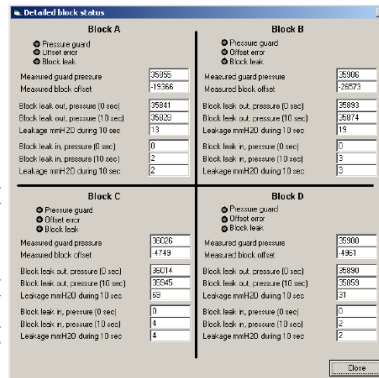 Detailed block status
Block A
Pressure guard
Offset error
Block leak
Measured guard pressure 35855
Measured block offset -19366
Block leak out, pressure (0 sec) 35841
Block leak out, pressure (10 sec) 35828
Leakage mmH2O during 10 sec 13
Block leak in, pressure (0 sec) 0
Block leak in, pressure (10 sec) 2
Leakage mmH2O during 10 sec 2
Block B
Pressure guard
Offset error
Block leak
Measured guard pressure 35906
Measured block offset -26573
Block leak out, pressure (0 sec) 35893
Block leak out, pressure (10 sec) 35874
Leakage mmH2O during 10 sec 19
Block leak in, pressure (0 sec) 0
Block leak in, pressure (10 sec) 3
Leakage mmH2O during 10 sec 3
Block C
Pressure guard
Offset error
Block leak
Measured guard pressure 36026
Measured block offset -4749
Block leak out, pressure (0 sec) 36014
Block leak out, pressure (10 sec) 35945
Leakage mmH2O during 10 sec 69
Block leak in, pressure (0 sec) 0
Block leak in, pressure (10 sec) 4
Leakage mmH2O during 10 sec 4
Block D
Pressure guard
Offset error
Block leak
Measured guard pressure 35900
Measured block offset -4961
Block leak out, pressure (0 sec) 35890
Block leak out, pressure (10 sec) 35859
Leakage mmH2O during 10 sec 31
Block leak in, pressure (0 sec) 0
Block leak in, pressure (10 sec) 2
Leakage mmH2O during 10 sec 2
Close